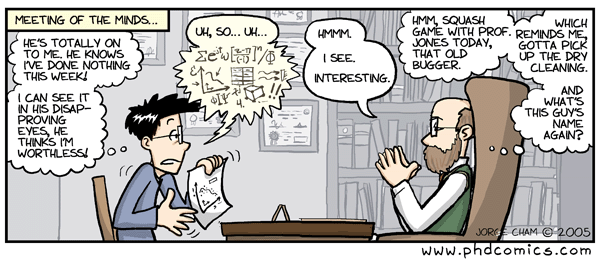 MEETING OF THE MINDS...
HE'S TOTALLY ON
TO ME. HE KNOWS
I'VE DONE NOTHING
THIS WEEK!
I CAN SEE IT
IN HIS DISAP-
PROVING
EYES, HE
THINKS I'M
WORTHLESS!
UH, SO... UH...
HMMM.
I SEE.
INTERESTING.
HMM, SQUASH
GAME WITH PROF.
JONES TODAY,
THAT OLD
BUGGER.
WHICH
REMINDS ME,
GOTTA PICK
UP THE DRY
CLEANING.
AND
WHAT'S
THIS GUY'S
NAME
AGAIN?
JORGE CHAM © 2005
www.phdcomics.com